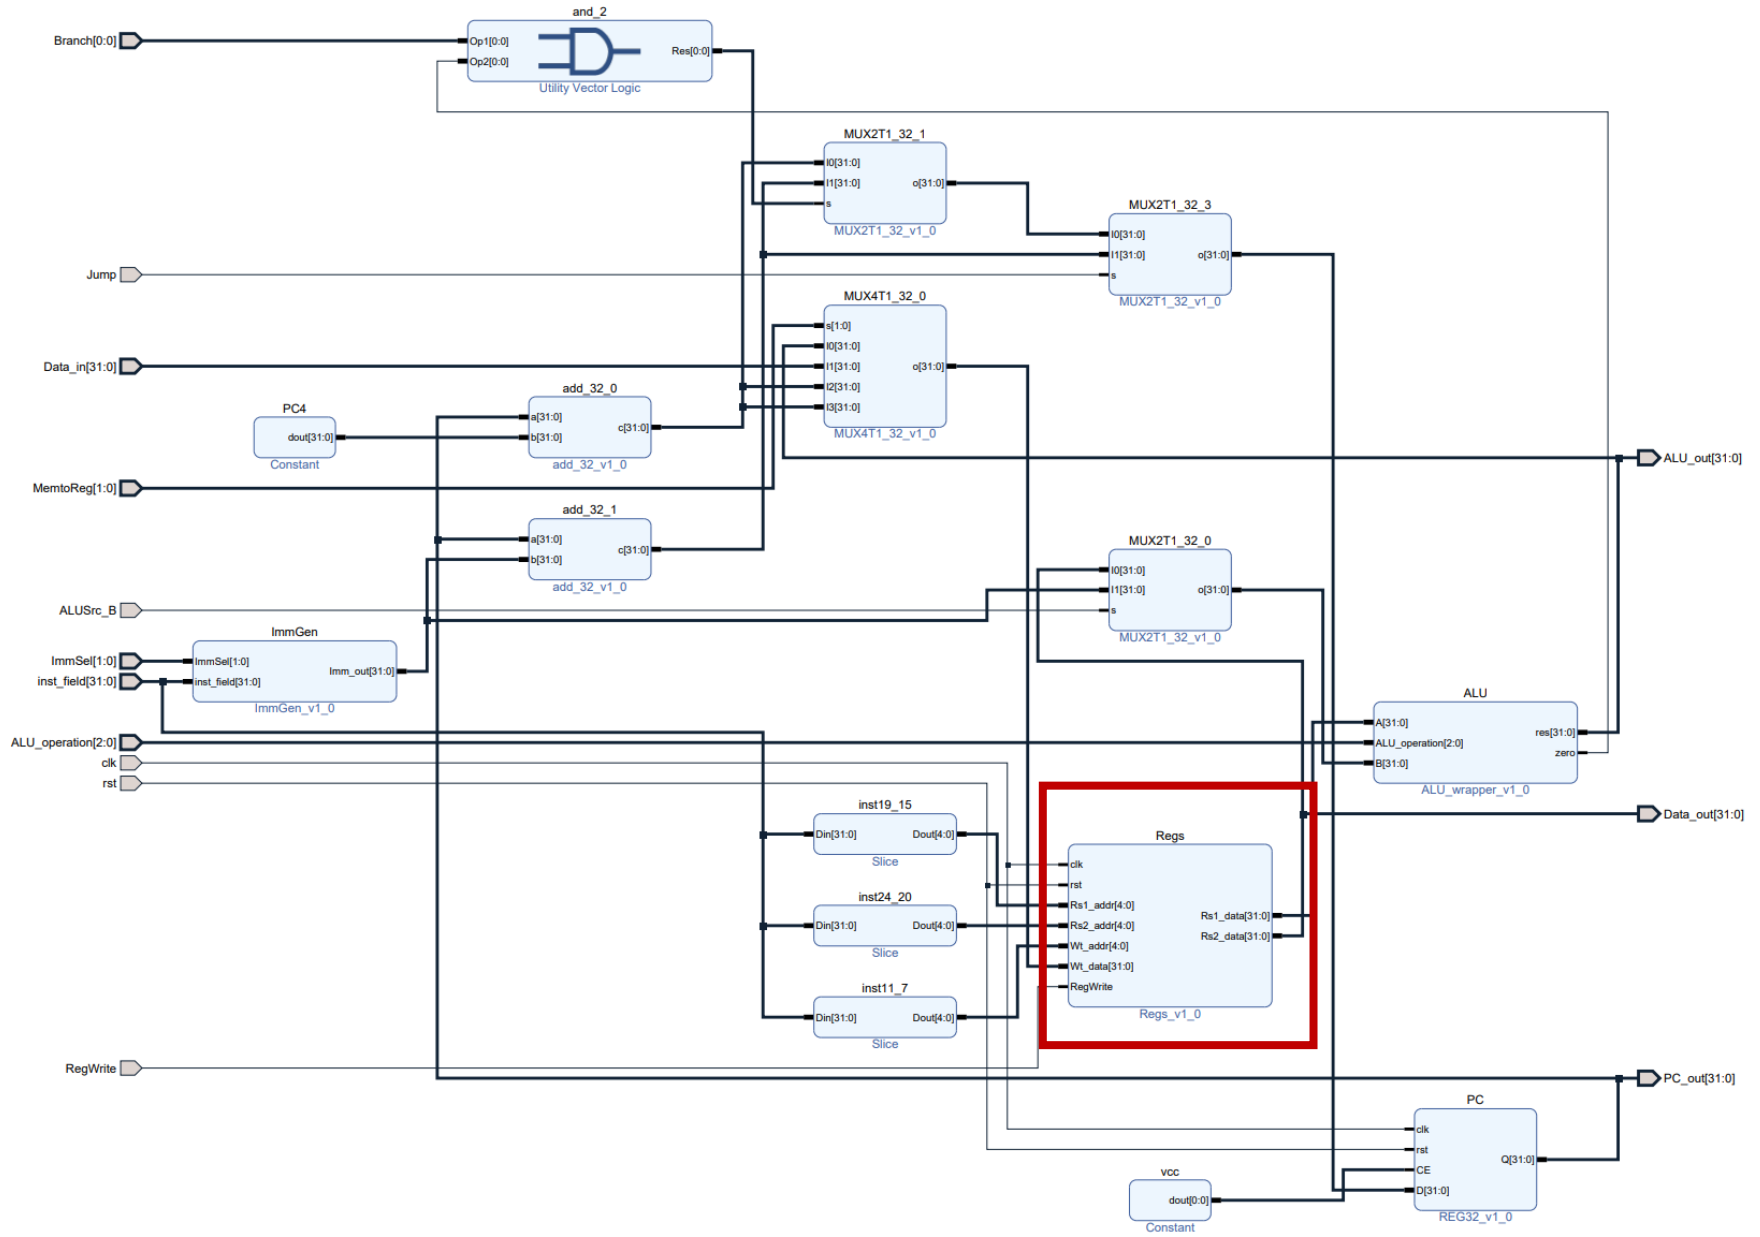 and_2
Branch[0:0]
Op1[0:0]
Op2[0:0]
Res[0:0]
Utility Vector Logic
MUX2T1_32_1
I0[31:0]
I1[31:0]
s
o[31:0]
MUX2T1_32_v1_0
MUX2T1_32_3
I0[31:0]
I1[31:0]
s
o[31:0]
MUX2T1_32_v1_0
Jump
MUX4T1_32_0
s[1:0]
I0[31:0]
I1[31:0]
I2[31:0]
I3[31:0]
o[31:0]
MUX4T1_32_v1_0
Data_in[31:0]
add_32_0
a[31:0]
b[31:0]
c[31:0]
add_32_v1_0
PC4
dout[31:0]
Constant
ALU_out[31:0]
MemtoReg[1:0]
add_32_1
a[31:0]
b[31:0]
c[31:0]
add_32_v1_0
MUX2T1_32_0
I0[31:0]
I1[31:0]
s
o[31:0]
MUX2T1_32_v1_0
ALUSrc_B
ImmGen
ImmSel[1:0]
inst_field[31:0]
ImmSel[1:0]
inst_field[31:0]
Imm_out[31:0]
ImmGen_v1_0
ALU
A[31:0]
ALU_operation[2:0]
B[31:0]
res[31:0]
zero
ALU_wrapper_v1_0
ALU_operation[2:0]
clk
rst
inst19_15
Din[31:0]
Dout[4:0]
Slice
Data_out[31:0]
Regs
clk
rst
Rs1_addr[4:0]
Rs2_addr[4:0]
Wt_addr[4:0]
Wt_data[31:0]
RegWrite
Rs1_data[31:0]
Rs2_data[31:0]
Regs_v1_0
inst24_20
Din[31:0]
Dout[4:0]
Slice
inst11_7
Din[31:0]
Dout[4:0]
Slice
RegWrite
PC_out[31:0]
PC
clk
rst
CE
D[31:0]
Q[31:0]
REG32_v1_0
vcc
dout[0:0]
Constant